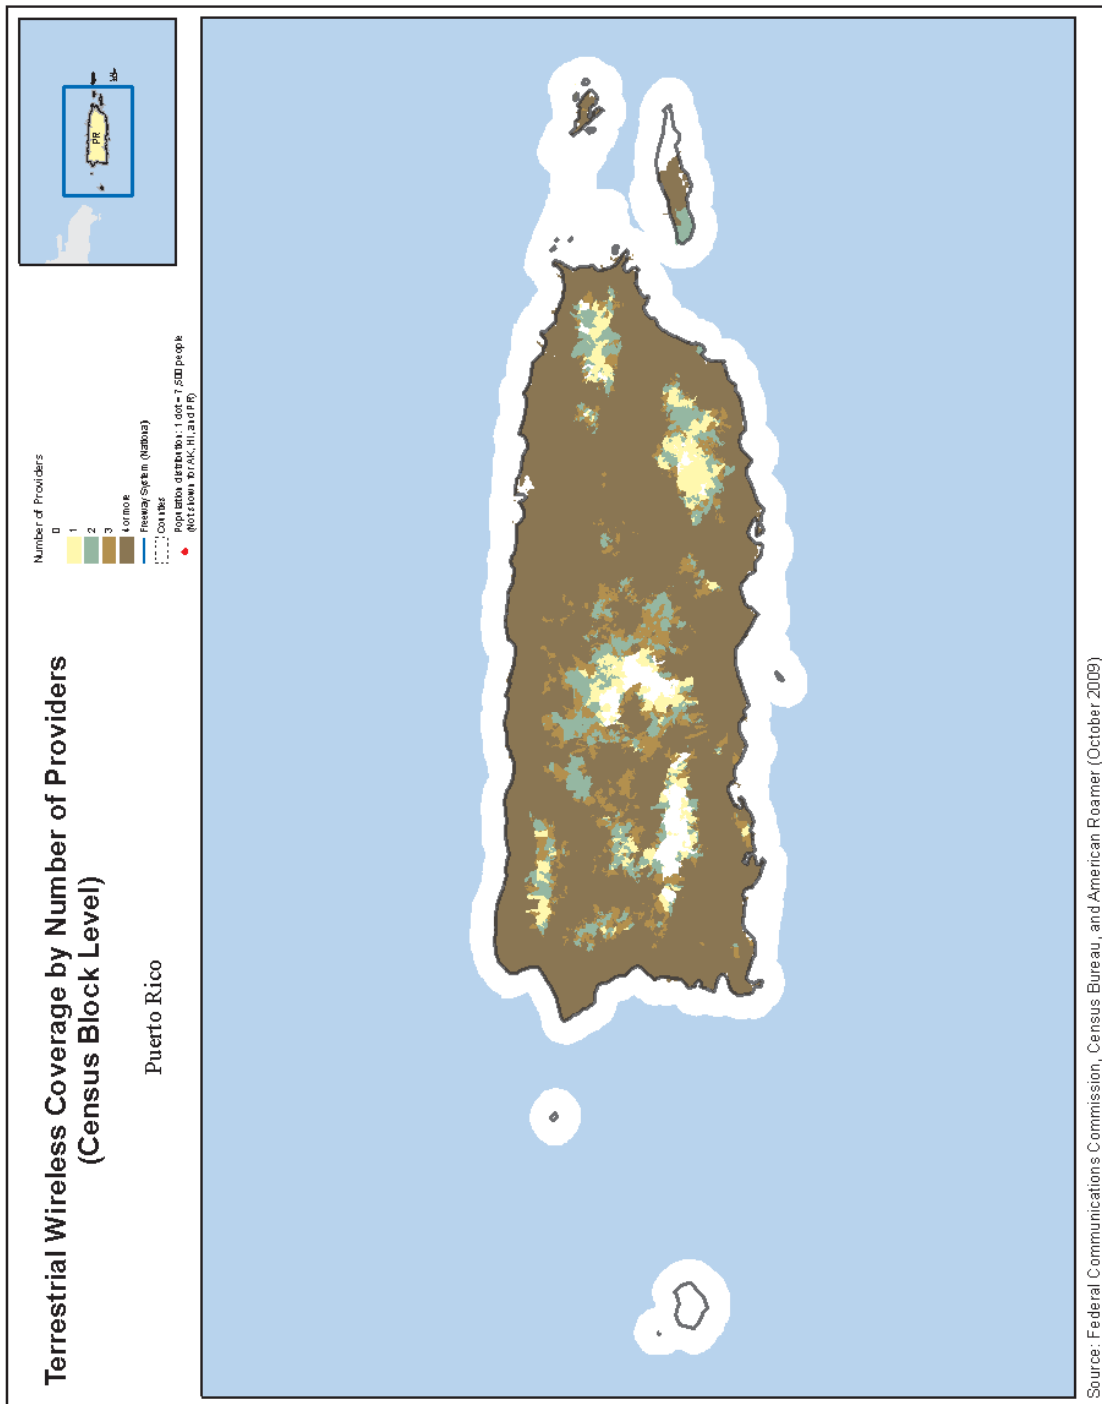 Terrestrial Wireless Coverage by Number of Providers
(Census Block Level)
Puerto Rico
Number of Providers
0
1
2
3
4 or more
Freeway System (National)
Counties
Population distribution: 1 dot = 7,500 people
(Not shown for AK, HI, and PR)
PR
Source: Federal Communications Commission, Census Bureau, and American Roamer (October 2009)